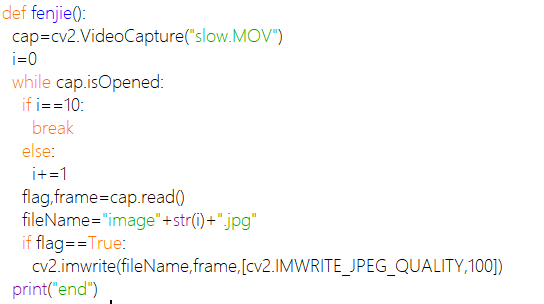 def fenjie():
cap=cv2.VideoCapture("slow.MOV")
i=0
while cap.isOpened:
if i==10:
break
else:
i+=1
flag,frame=cap.read()
fileName="image"+str(i)+".jpg"
if flag==True:
cv2.imwrite(fileName,frame,[cv2.IMWRITE_JPEG_QUALITY,100])
print("end")